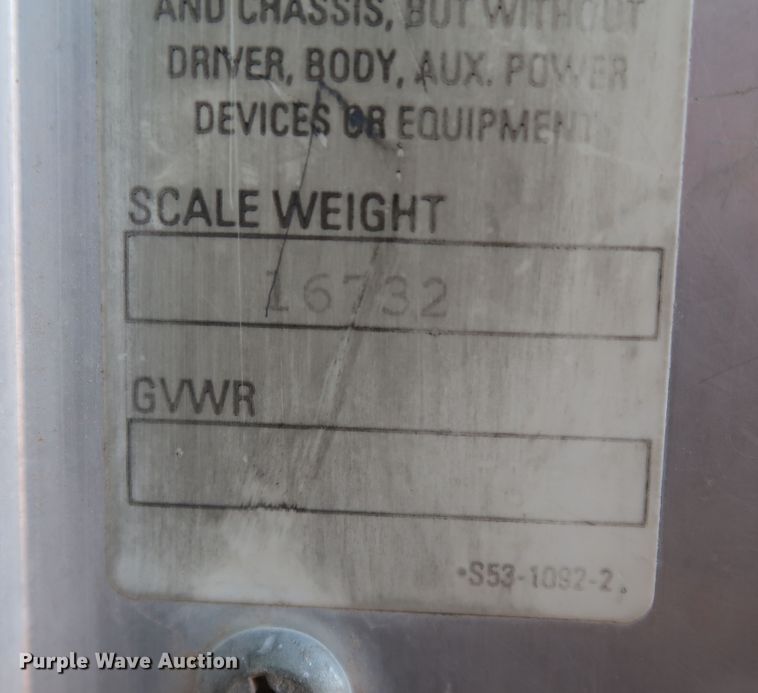 AND CHASSIS, BUT WITHOUT
DRIVER, BODY, AUX. POWER
DEVICES OR EQUIPMENT
SCALE WEIGHT
16732
GVWR
•S53-1092-2
Purple Wave Auction